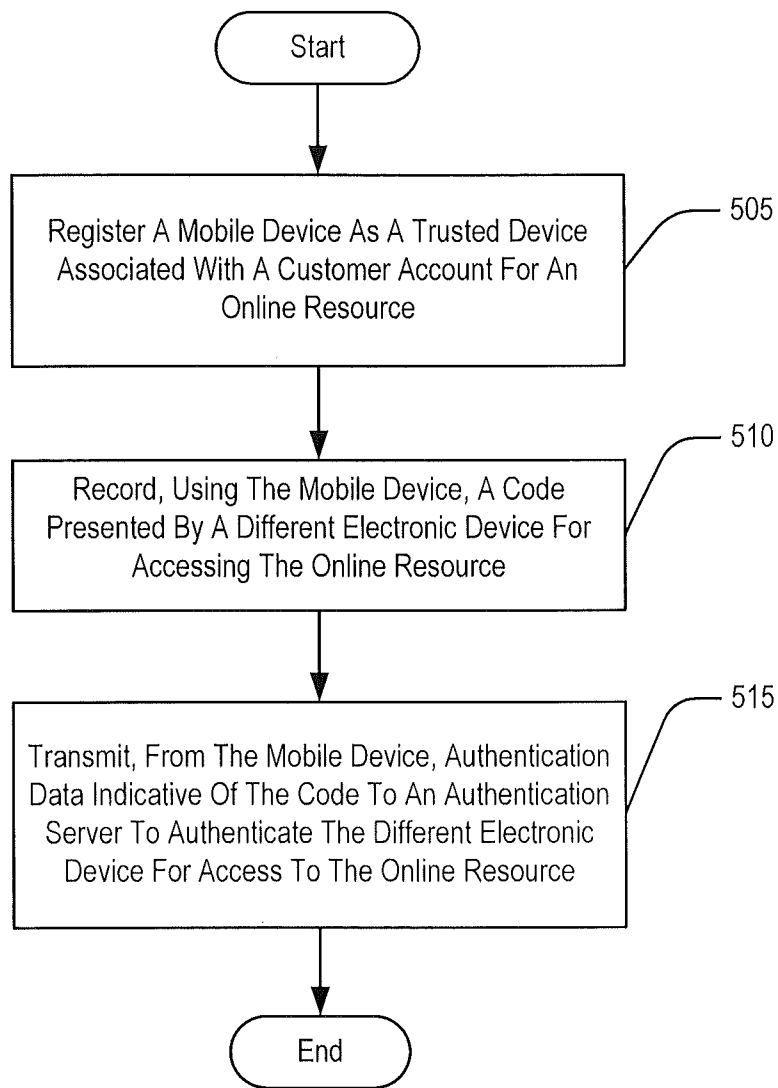 Start
Register A Mobile Device As A Trusted Device
Associated With A Customer Account For An
Online Resource
505
Record, Using The Mobile Device, A Code
Presented By A Different Electronic Device For
Accessing The Online Resource
510
Transmit, From The Mobile Device, Authentication
Data Indicative Of The Code To An Authentication
Server To Authenticate The Different Electronic
Device For Access To The Online Resource
515
End